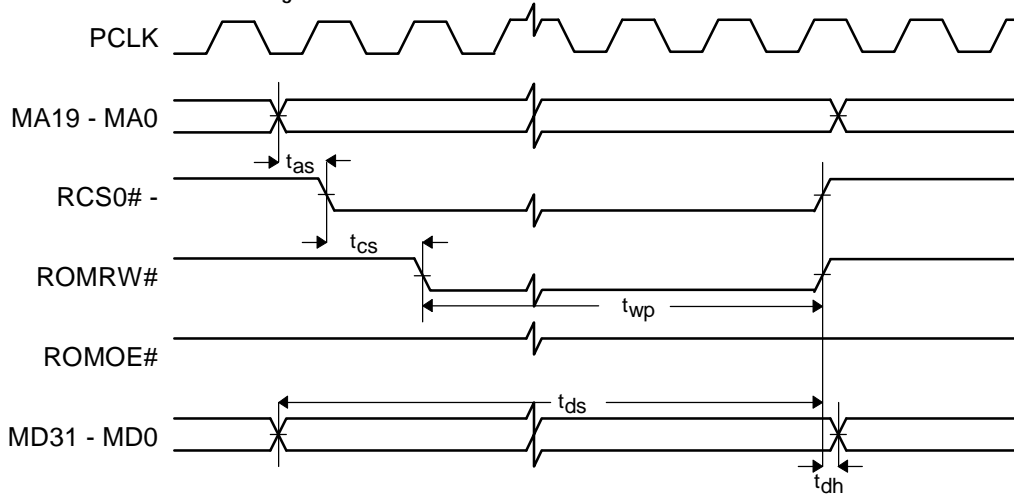 PCLK
MA19 - MA0
tas
RCS0# -
tcs
ROMRW#
twp
ROMOE#
tds
MD31 - MD0
tdh